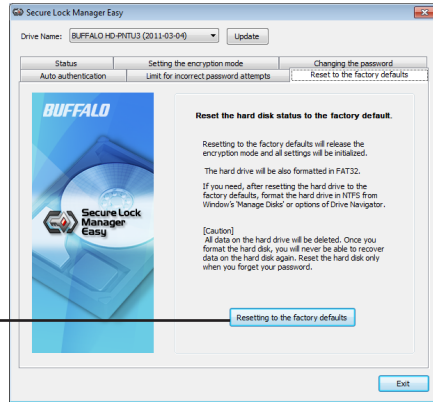 Secure Lock Manager Easy
Drive Name: BUFFALO HD-PNTU3 (2011-03-04) Update
Status Setting the encryption mode Changing the password
Auto authentication Limit for incorrect password attempts Reset to the factory defaults
BUFFALO
Secure Lock
Manager
Easy
Reset the hard disk status to the factory default.
Resetting to the factory defaults will release the
encryption mode and all settings will be initialized.
The hard drive will be also formatted in FAT32.
If you need, after resetting the hard drive to the
factory defaults, format the hard drive in NTFS from
Window's 'Manage Disks' or options of Drive Navigator.
[Caution]
All data on the hard drive will be deleted. Once you
format the hard disk, you will never be able to recover
data on the hard disk again. Reset the hard disk only
when you forget your password.
Resetting to the factory defaults
Exit